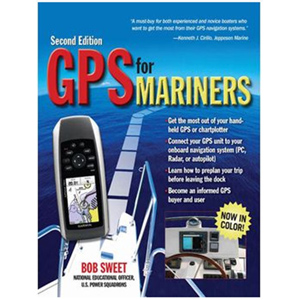 "A must-buy for both experienced and novice boaters who
want to get the most from their GPS navigation systems."
—Kenneth J. Cirillo, Jeppesen Marine
Second Edition
GPS for
MARINERS
Get the most out of your hand-
held GPS or chartplotter
Connect your GPS unit to your
onboard navigation system (PC,
Radar, or autopilot)
Learn how to preplan your trip
before leaving the dock
Become an informed GPS
buyer and user
NOW IN
COLOR!
GARMIN
BOB SWEET
NATIONAL EDUCATIONAL OFFICER,
U.S. POWER SQUADRONS